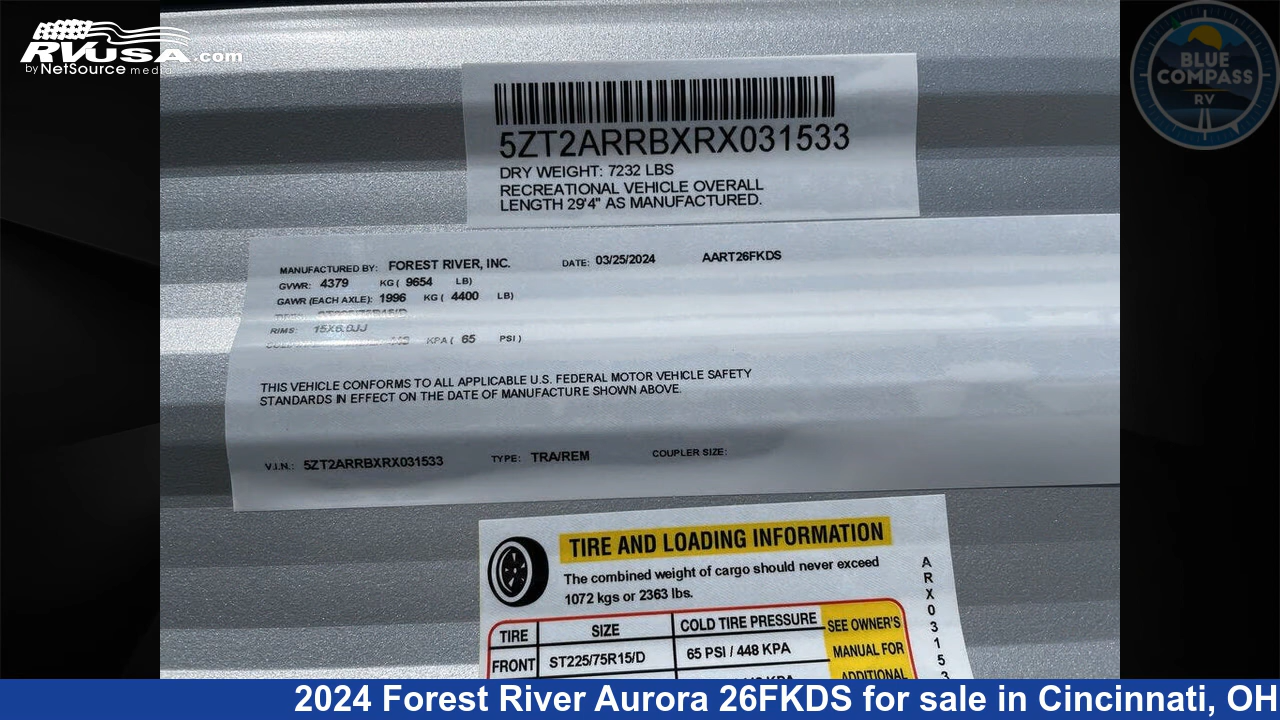 RVUSA.com
by NetSource media
BLUE
COMPASS
RV
5ZT2ARRBXRX031533
DRY WEIGHT: 7232 LBS
RECREATIONAL VEHICLE OVERALL
LENGTH 29'4" AS MANUFACTURED.
MANUFACTURED BY: FOREST RIVER, INC. DATE: 03/25/2024 AART26FKDS
GVWR: 4379 KG ( 9654 LB)
GAWR (EACH AXLE): 1996 KG ( 4400 LB)
ST225/75R15/D
RIMS: 15X6.0JJ
KPA ( 65 PSI )
THIS VEHICLE CONFORMS TO ALL APPLICABLE U.S. FEDERAL MOTOR VEHICLE SAFETY
STANDARDS IN EFFECT ON THE DATE OF MANUFACTURE SHOWN ABOVE.
V.I.N.: 5ZT2ARRBXRX031533 TYPE: TRA/REM COUPLER SIZE:
TIRE AND LOADING INFORMATION
The combined weight of cargo should never exceed
1072 kgs or 2363 lbs.
TIRE SIZE COLD TIRE PRESSURE SEE OWNER'S
FRONT ST225/75R15/D 65 PSI / 448 KPA MANUAL FOR
ADDITIONAL
ARX03153
2024 Forest River Aurora 26FKDS for sale in Cincinnati, OH